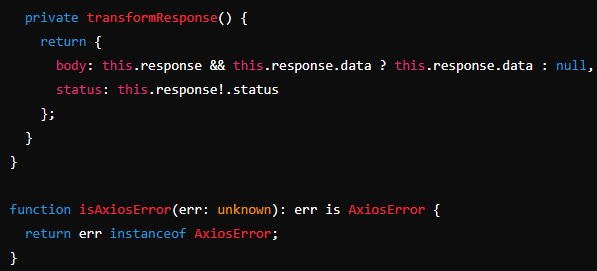 private transformResponse() {
return {
body: this.response && this.response.data ? this.response.data : null,
status: this.response!.status
};
}
}
function isAxiosError(err: unknown): err is AxiosError {
return err instanceof AxiosError;
}